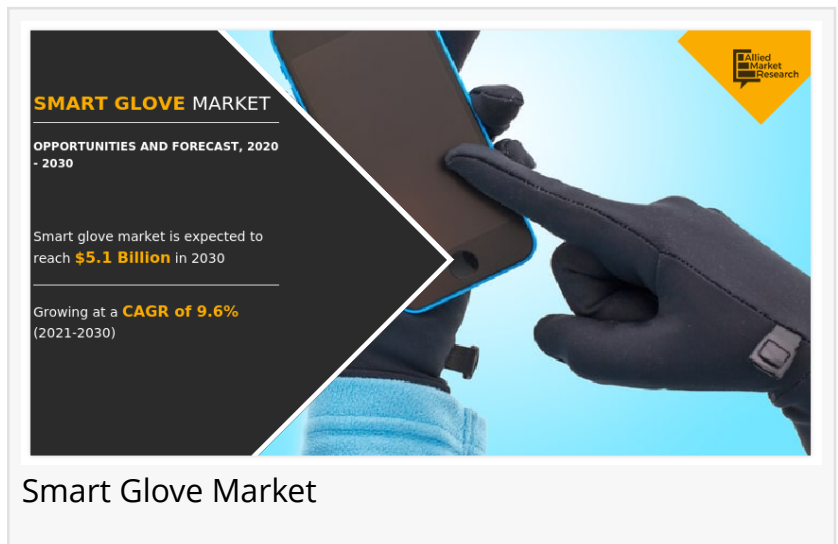 SMART GLOVE MARKET
OPPORTUNITIES AND FORECAST, 2020
- 2030
Smart glove market is expected to
reach $5.1 Billion in 2030
Growing at a CAGR of 9.6%
(2021-2030)
Allied
Market
Research
Smart Glove Market